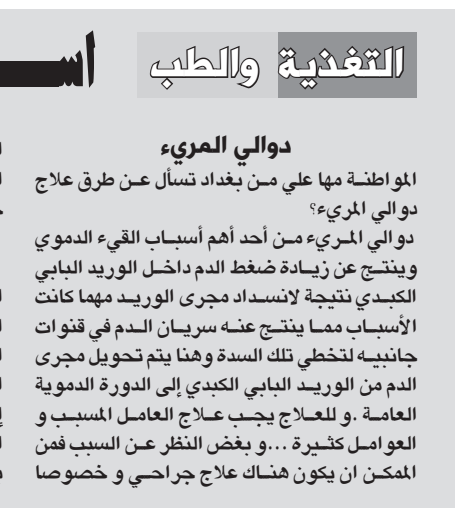 التغذية والطب
دوالي المريء
المواطنة مها علي من بغداد تسأل عن طرق علاج
دوالي المريء؟
دوالي المريء من أحد أهم أسباب القيء الدموي
وينتج عن زيادة ضغط الدم داخل الوريد البابي
الكبدي نتيجة لانسداد مجرى الوريد مهما كانت
الأسباب مما ينتج عنه سريان الدم في قنوات
جانبيه لتخطي تلك السدة وهنا يتم تحويل مجرى
الدم من الوريد البابي الكبدي إلى الدورة الدموية
العامة .و للعلاج يجب علاج العامل المسبب و
العوامل كثيرة ...و بغض النظر عن السبب فمن
الممكن ان يكون هناك علاج جراحي و خصوصا